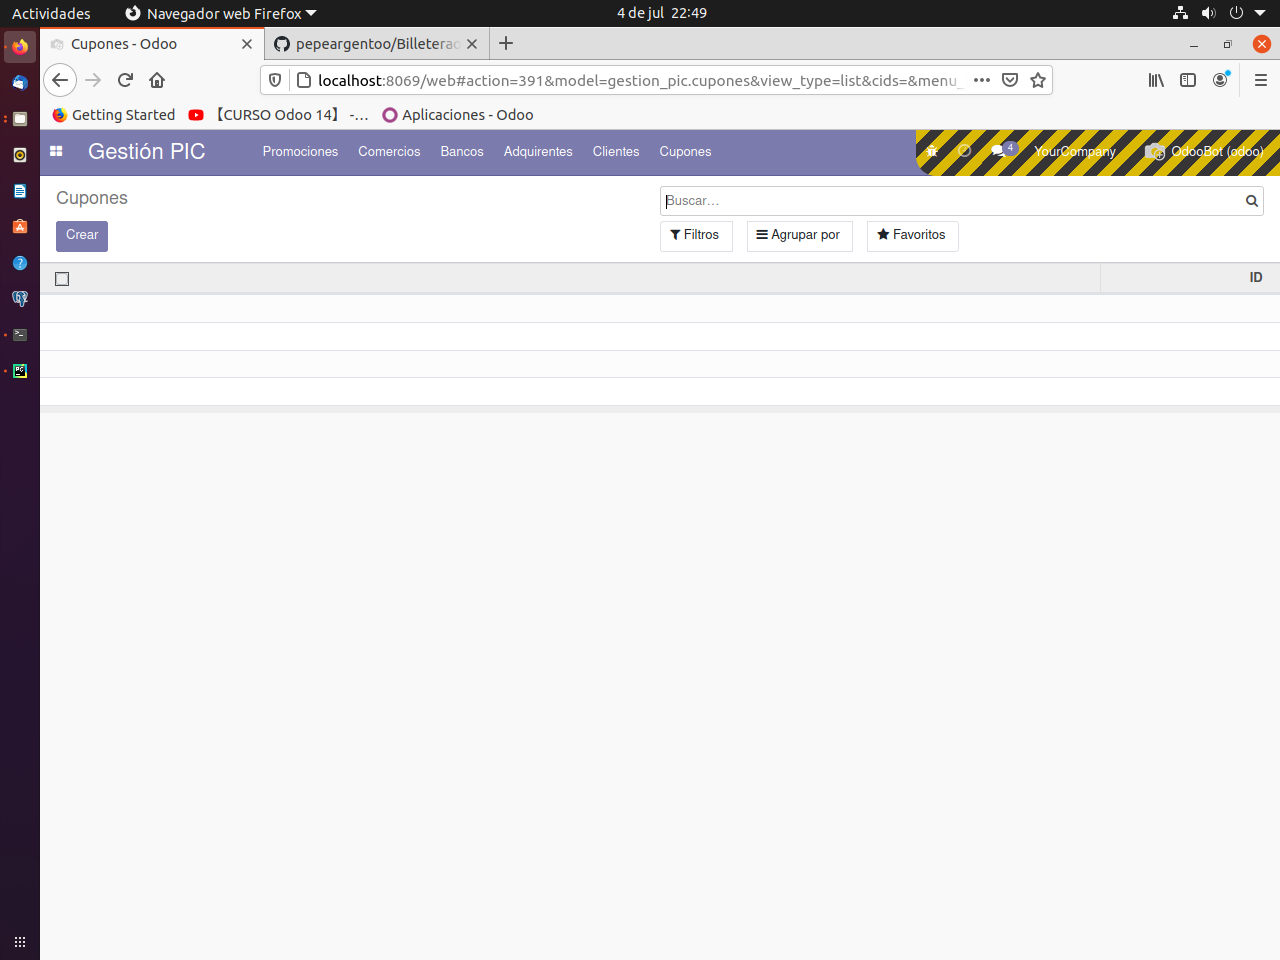 Actividades
Navegador web Firefox
4 de jul 22:49
Cupones - Odoo
pepeargentoo/Billeterac
localhost:8069/web#action=391&model=gestion_pic.cupones&view_type=list&cids=&menu_
Getting Started
【CURSO Odoo 14】 -...
Aplicaciones - Odoo
Gestión PIC
Promociones
Comercios
Bancos
Adquirentes
Clientes
Cupones
4
YourCompany
OdooBot (odoo)
Cupones
Buscar...
Crear
Filtros
Agrupar por
Favoritos
ID